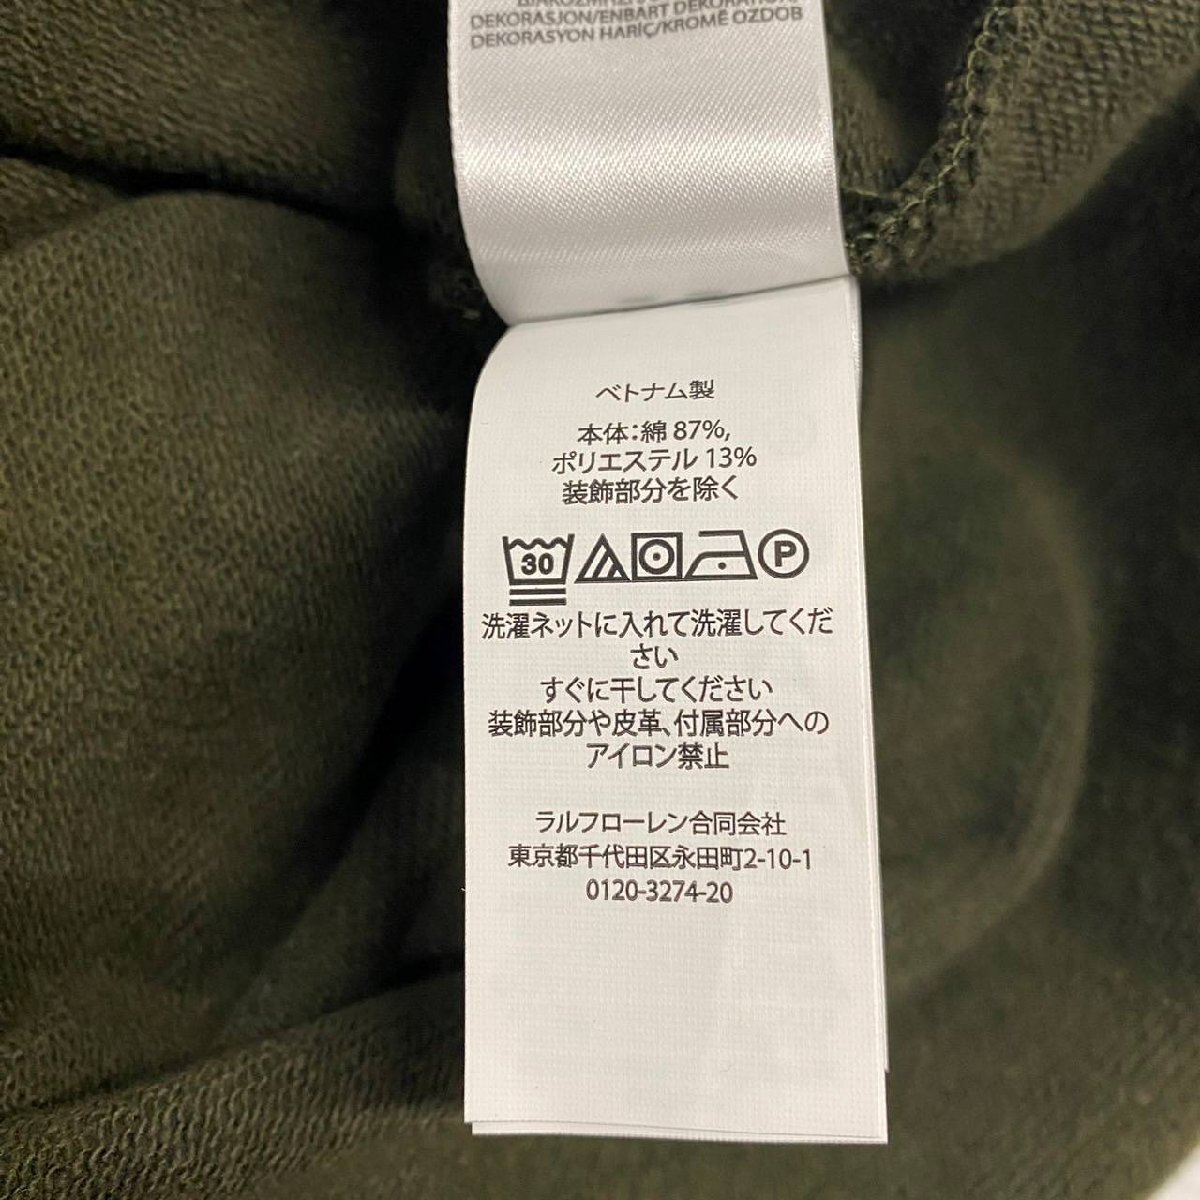 DEKORASJON/ENBART DEKORATION
DEKORASYON HARİÇ/KROMĚ OZDOB
ベトナム製
本体:綿 87%,
ポリエステル 13%
装飾部分を除く
30 P
洗濯ネットに入れて洗濯してくだ
さい
すぐに干してください
装飾部分や皮革、付属部分への
アイロン禁止
ラルフローレン合同会社
東京都千代田区永田町2-10-1
0120-3274-20